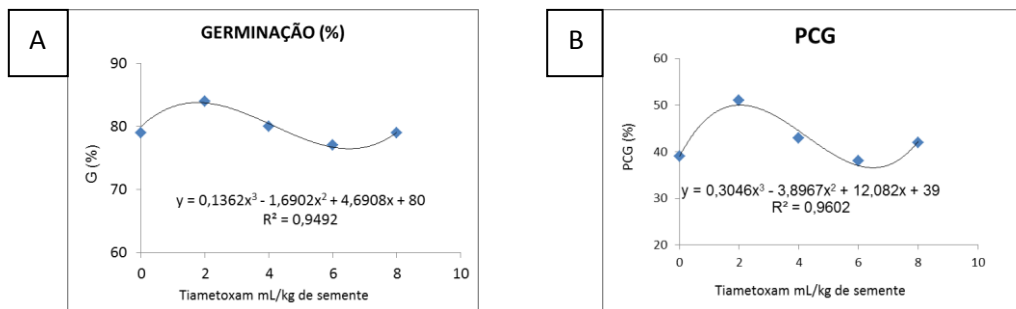 A
GERMINAÇÃO (%)
90
80
70
60
G (%)
y = 0,1362x³ - 1,6902x² + 4,6908x + 80
R² = 0,9492
0 2 4 6 8 10
Tiametoxam mL/kg de semente
B
PCG
60
50
40
30
20
PCG (%)
y = 0,3046x³ - 3,8967x² + 12,082x + 39
R² = 0,9602
0 2 4 6 8 10
Tiametoxam mL/kg de semente